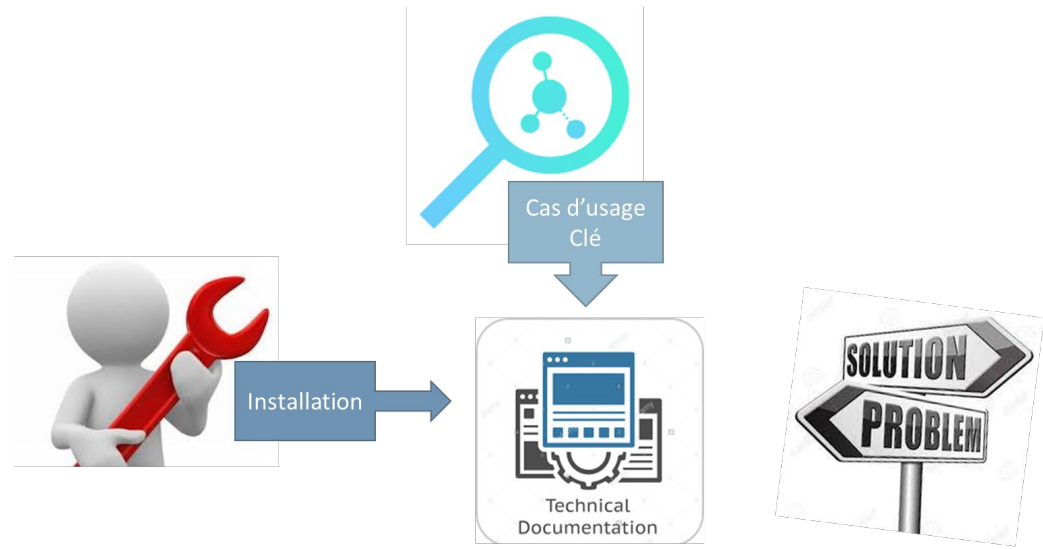 Cas d'usage
Clé
Installation
Technical
Documentation
SOLUTION
PROBLEM